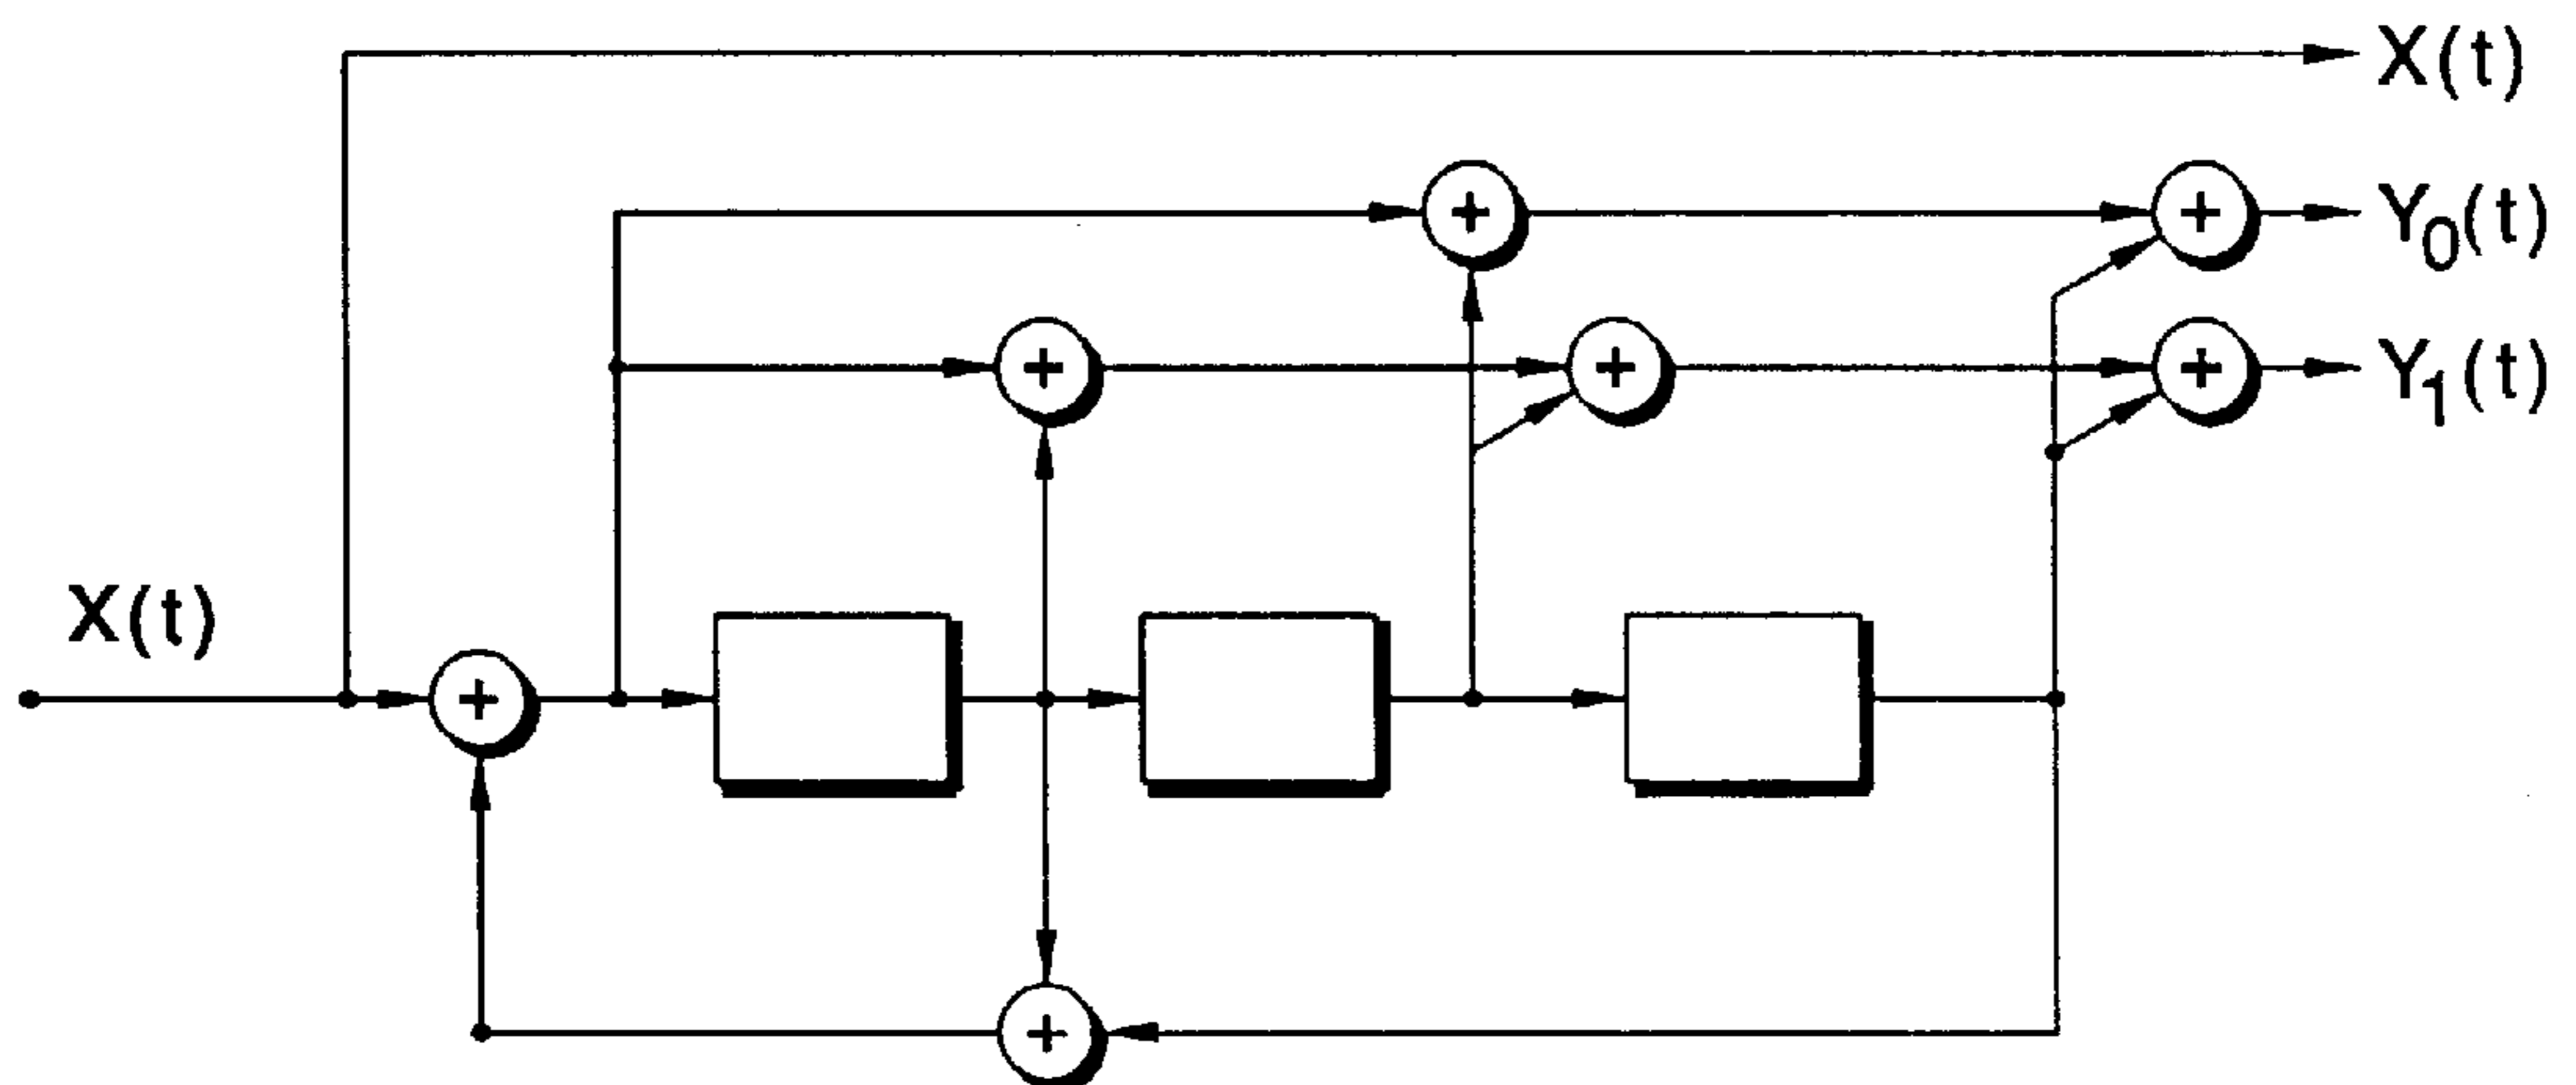 X(t)
Y₀(t)
Y₁(t)
X(t)
+
+
+
+
+
+
+